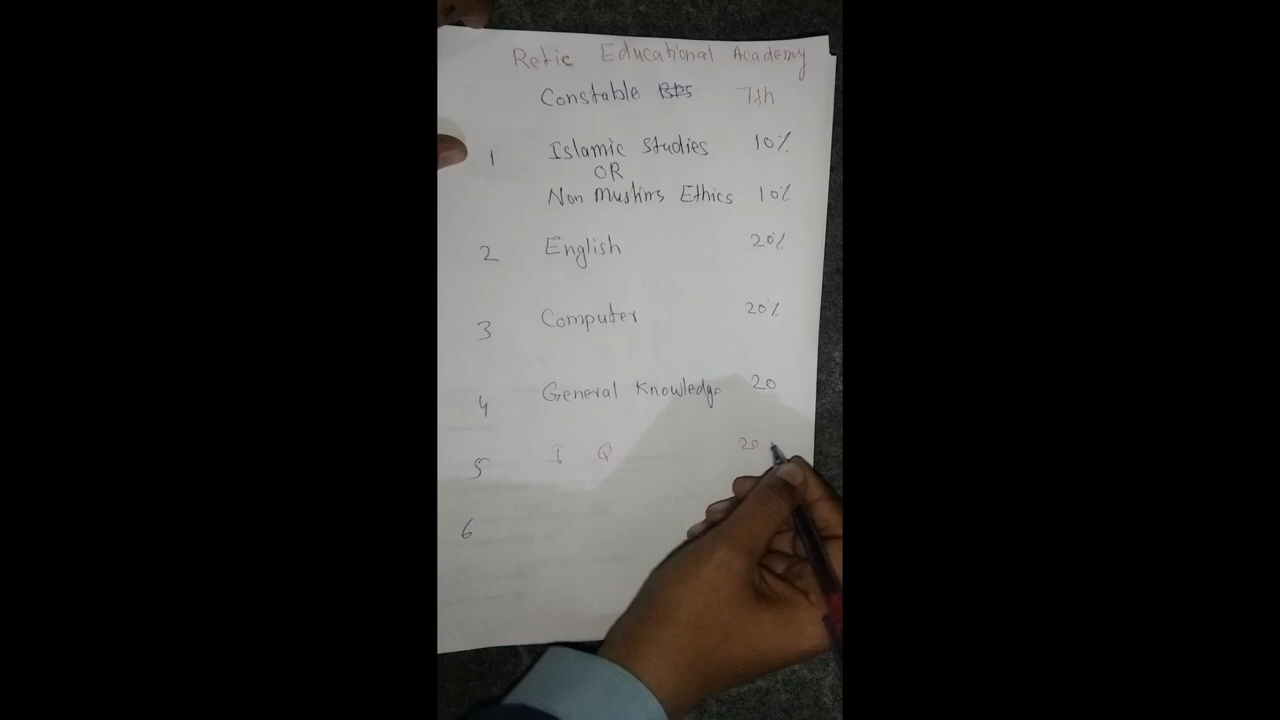 Retic Educational Academy
Constable BPS 7th
1 Islamic Studies 10%
OR
Non Muslims Ethics 10%
2 English 20%
3 Computer 20%
4 General Knowledge 20
5 I Q. 20
6